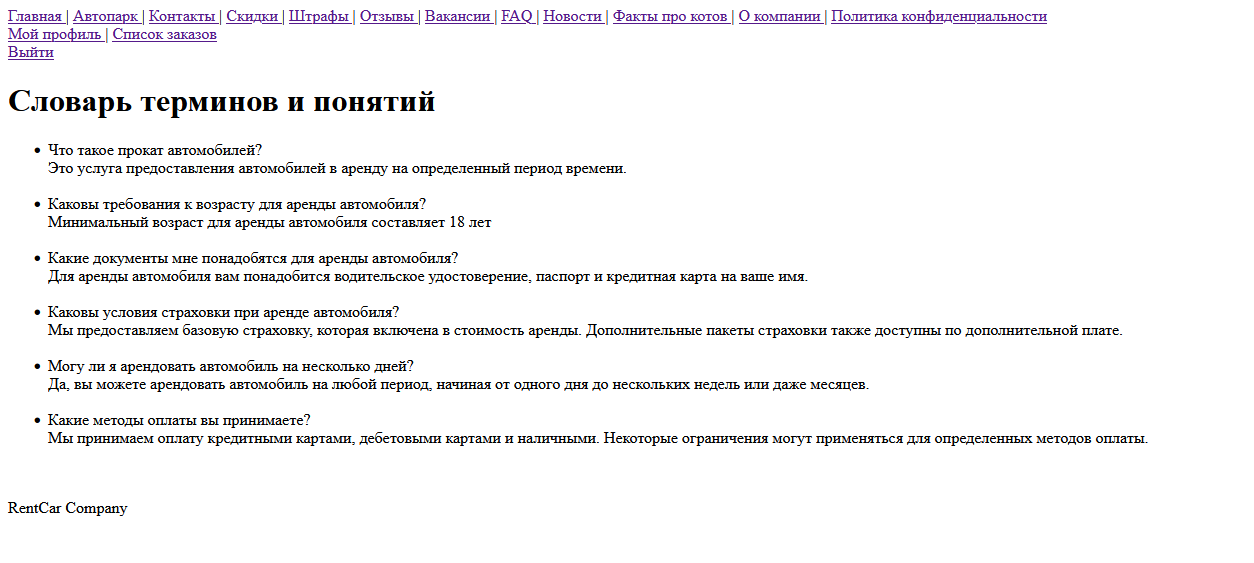 Главная | Автопарк | Контакты | Скидки | Штрафы | Отзывы | Вакансии | FAQ | Новости | Факты про котов | О компании | Политика конфиденциальности
Мой профиль | Список заказов
Выйти
Словарь терминов и понятий
• Что такое прокат автомобилей?
Это услуга предоставления автомобилей в аренду на определенный период времени.
• Каковы требования к возрасту для аренды автомобиля?
Минимальный возраст для аренды автомобиля составляет 18 лет
• Какие документы мне понадобятся для аренды автомобиля?
Для аренды автомобиля вам понадобится водительское удостоверение, паспорт и кредитная карта на ваше имя.
• Каковы условия страховки при аренде автомобиля?
Мы предоставляем базовую страховку, которая включена в стоимость аренды. Дополнительные пакеты страховки также доступны по дополнительной плате.
• Могу ли я арендовать автомобиль на несколько дней?
Да, вы можете арендовать автомобиль на любой период, начиная от одного дня до нескольких недель или даже месяцев.
• Какие методы оплаты вы принимаете?
Мы принимаем оплату кредитными картами, дебетовыми картами и наличными. Некоторые ограничения могут применяться для определенных методов оплаты.
RentCar Company